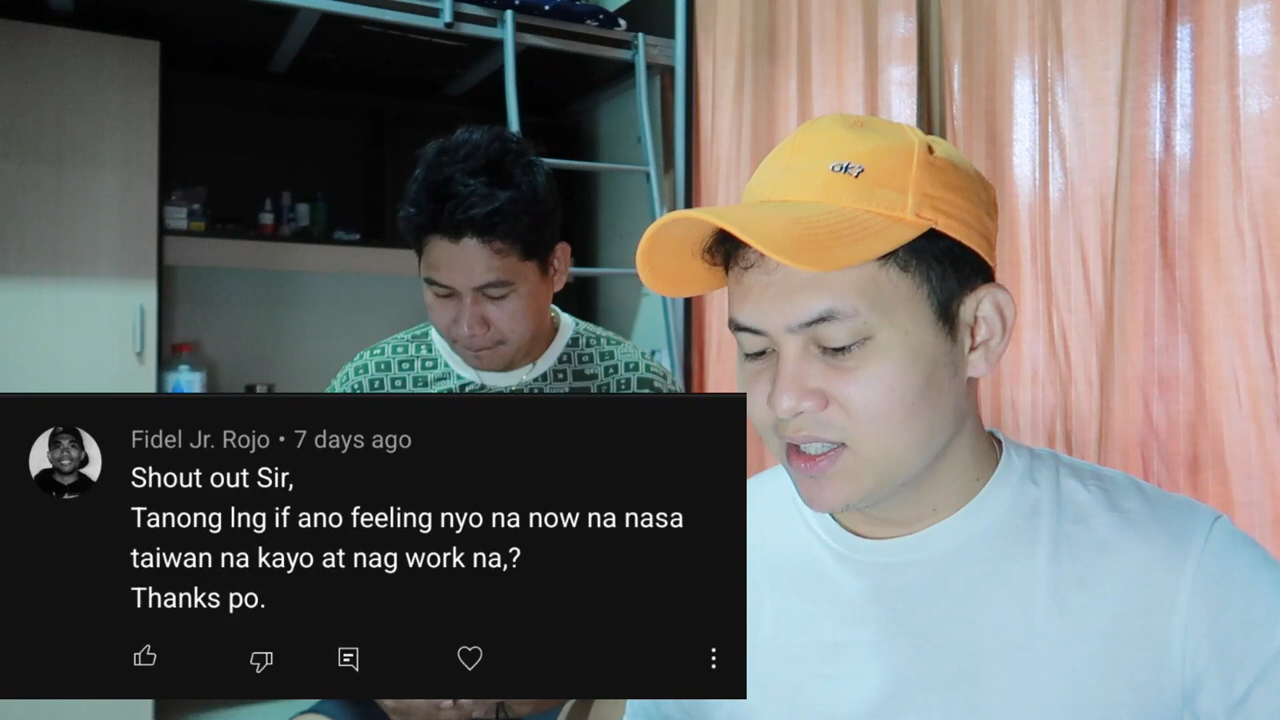 ok?
Fidel Jr. Rojo • 7 days ago
Shout out Sir,
Tanong lng if ano feeling nyo na now na nasa
taiwan na kayo at nag work na,?
Thanks po.